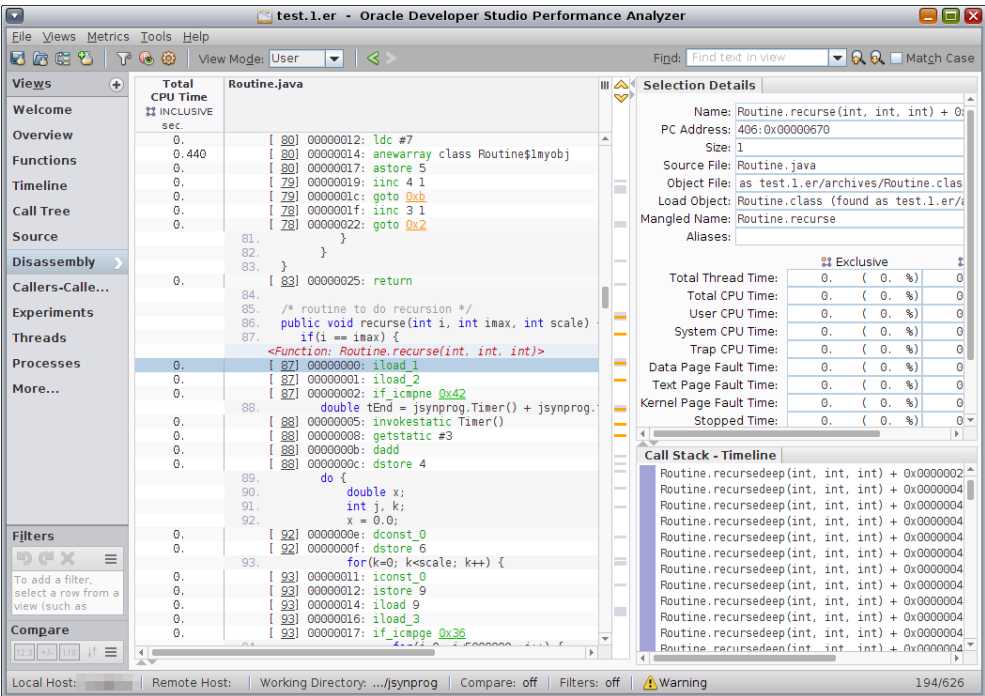 test.1.er - Oracle Developer Studio Performance Analyzer
File Views Metrics Tools Help
View Mode: User
Find: Find text in view
Match Case
Views
Welcome
Overview
Functions
Timeline
Call Tree
Source
Disassembly
Callers-Calle...
Experiments
Threads
Processes
More...
Filters
To add a filter,
select a row from a
view (such as
Compare
12.3 +/- 1.1X
Total
CPU Time
INCLUSIVE
sec.
Routine.java
0. [ 80] 00000012: ldc #7
0.440 [ 80] 00000014: anewarray class Routine$1myobj
0. [ 80] 00000017: astore 5
0. [ 79] 00000019: iinc 4 1
0. [ 79] 0000001c: goto 0xb
0. [ 78] 0000001f: iinc 3 1
0. [ 78] 00000022: goto 0x2
81. }
82. }
83. }
0. [ 83] 00000025: return
84.
85. /* routine to do recursion */
86. public void recurse(int i, int imax, int scale)
87. if(i == imax) {
<Function: Routine.recurse(int, int, int)>
0. [ 87] 00000000: iload_1
0. [ 87] 00000001: iload_2
0. [ 87] 00000002: if_icmpne 0x42
88. double tEnd = jsynprog.Timer() + jsynprog.
0. [ 88] 00000005: invokestatic Timer()
0. [ 88] 00000008: getstatic #3
0. [ 88] 0000000b: dadd
0. [ 88] 0000000c: dstore 4
89. do {
90. double x;
91. int j, k;
92. x = 0.0;
0. [ 92] 0000000e: dconst_0
0. [ 92] 0000000f: dstore 6
93. for(k=0; k<scale; k++) {
0. [ 93] 00000011: iconst_0
0. [ 93] 00000012: istore 9
0. [ 93] 00000014: iload 9
0. [ 93] 00000016: iload_3
0. [ 93] 00000017: if_icmpge 0x36
Selection Details
Name: Routine.recurse(int, int, int) + 0
PC Address: 406:0x00000670
Size: 1
Source File: Routine.java
Object File: as test.1.er/archives/Routine.clas
Load Object: Routine.class (found as test.1.er/
Mangled Name: Routine.recurse
Aliases:
Exclusive
Total Thread Time: 0. ( 0. %) 0
Total CPU Time: 0. ( 0. %) 0
User CPU Time: 0. ( 0. %) 0
System CPU Time: 0. ( 0. %) 0
Trap CPU Time: 0. ( 0. %) 0
Data Page Fault Time: 0. ( 0. %) 0
Text Page Fault Time: 0. ( 0. %) 0
Kernel Page Fault Time: 0. ( 0. %) 0
Stopped Time: 0. ( 0. %) 0
Call Stack - Timeline
Routine.recursedeep(int, int, int) + 0x0000002
Routine.recursedeep(int, int, int) + 0x0000004
Routine.recursedeep(int, int, int) + 0x0000004
Routine.recursedeep(int, int, int) + 0x0000004
Routine.recursedeep(int, int, int) + 0x0000004
Routine.recursedeep(int, int, int) + 0x0000004
Routine.recursedeep(int, int, int) + 0x0000004
Routine.recursedeep(int, int, int) + 0x0000004
Routine.recursedeep(int, int, int) + 0x0000004
Routine.recursedeep(int, int, int) + 0x0000004
Routine.recursedeep(int, int, int) + 0x0000004
Routine.recursedeep(int, int, int) + 0x0000004
Local Host: Remote Host: Working Directory: .../jsynprog Compare: off Filters: off Warning 194/626